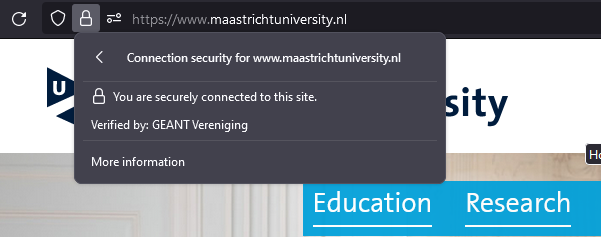 https://www.maastrichtuniversity.nl
Connection security for www.maastrichtuniversity.nl
U
You are securely connected to this site.
sity
Verified by: GEANT Vereniging
More information
Ho
Education
Research